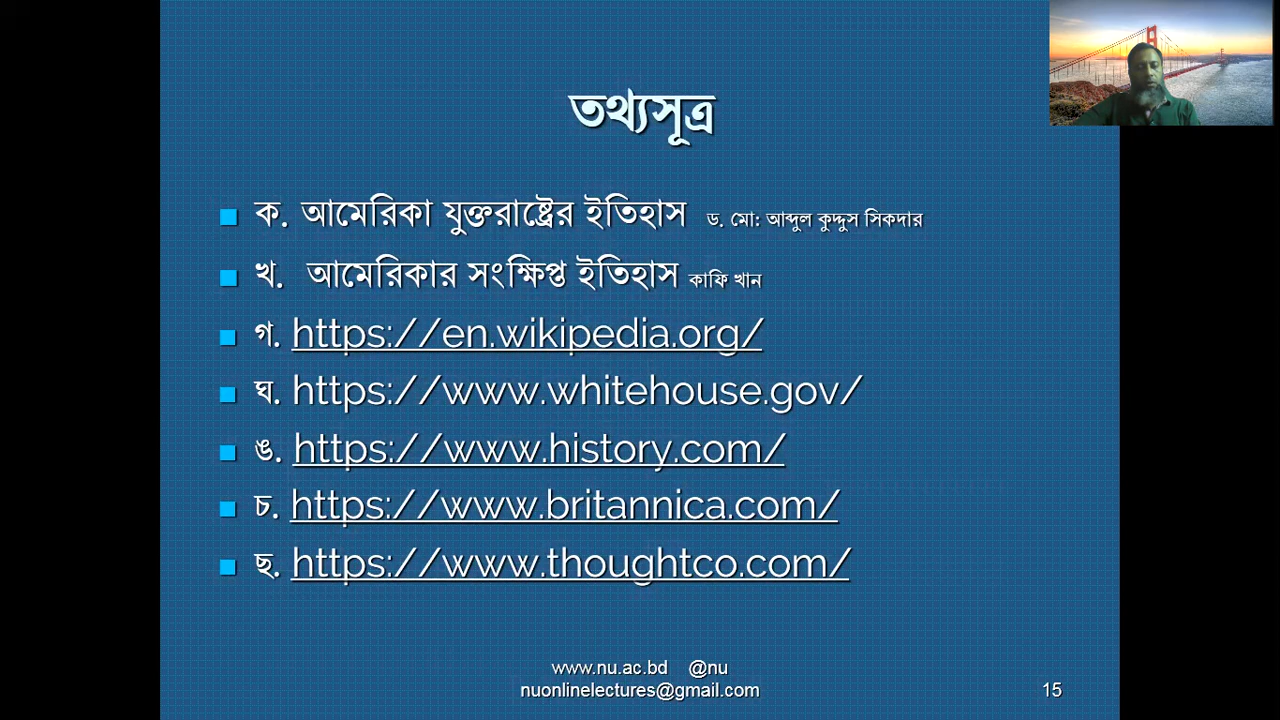 তথ্যসূত্র
ক. আমেরিকা যুক্তরাষ্ট্রের ইতিহাস ড. মো: আব্দুল কুদ্দুস সিকদার
খ. আমেরিকার সংক্ষিপ্ত ইতিহাস কাফি খান
গ. https://en.wikipedia.org/
ঘ. https://www.whitehouse.gov/
ঙ. https://www.history.com/
চ. https://www.britannica.com/
ছ. https://www.thoughtco.com/
www.nu.ac.bd @nu
nuonlinelectures@gmail.com 15